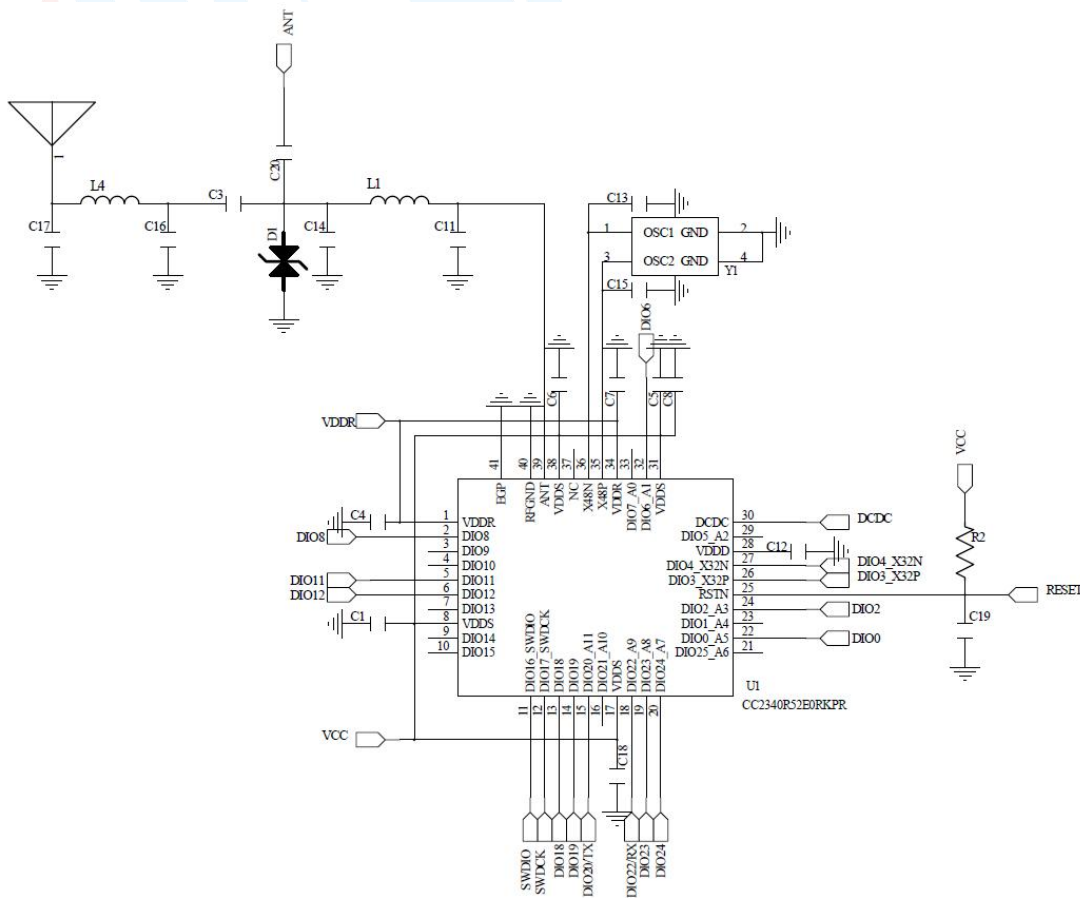 ANT
1
C20
L4
C3
L1
C17
C16
D1
C14
C11
C13
1
OSC1 GND
2
3
OSC2 GND
4
Y1
C15
DIO6
C6
C7
C5
C8
VDDR
41
40
39
38
37
36
35
34
33
32
31
EGP
RFGND
ANT
VDDS
NC
X48N
X48P
VDDR
DIO7_A0
DIO6_A1
VDDS
VCC
C4
1
VDDR
DCDC
30
DCDC
DIO8
2
DIO8
DIO5_A2
29
3
DIO9
VDDD
28
C12
R2
4
DIO10
DIO4_X32N
27
DIO4_X32N
DIO11
5
DIO11
DIO3_X32P
26
DIO3_X32P
DIO12
6
DIO12
RSTN
25
RESET
7
DIO13
DIO2_A3
24
DIO2
C1
8
VDDS
DIO1_A4
23
C19
9
DIO14
DIO0_A5
22
DIO0
10
DIO15
DIO25_A6
21
DIO16_SWDIO
DIO17_SWDCK
DIO18
DIO19
DIO20_A11
DIO21_A10
VDDS
DIO22_A9
DIO23_A8
DIO24_A7
U1
CC2340R52E0RKPR
11
12
13
14
15
16
17
18
19
20
VCC
C18
SWDIO
SWDCK
DIO18
DIO19
DIO20/TX
DIO22/RX
DIO23
DIO24